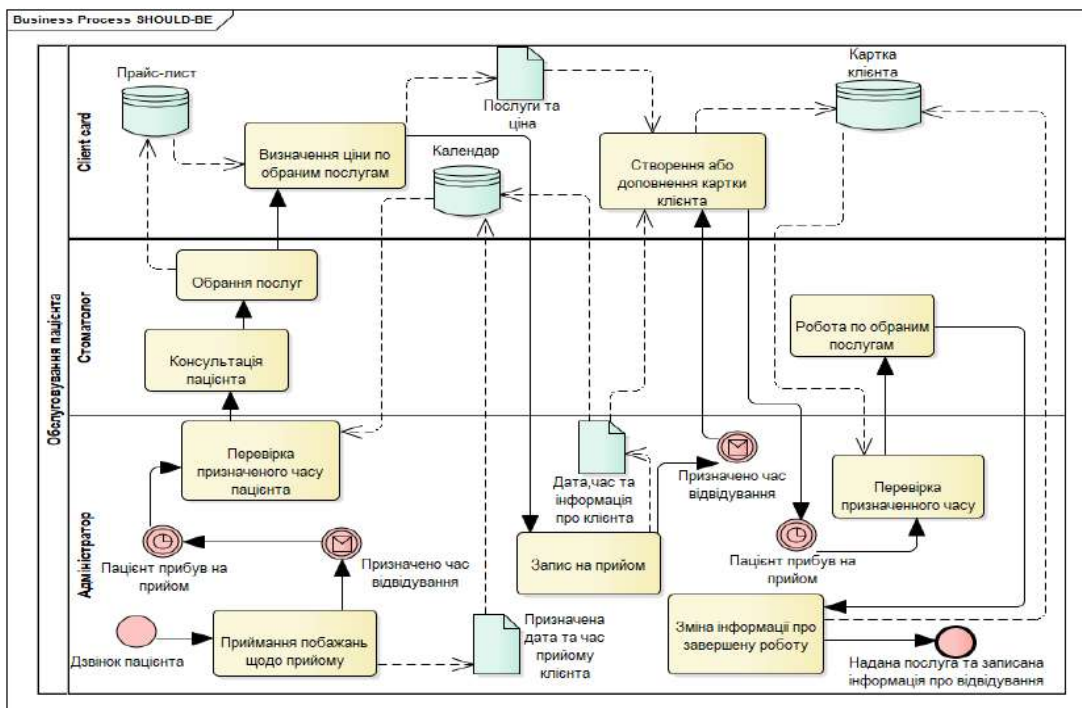 Business Process SHOULD-BE
Обслуговування пацієнта
Client card
Прайс-лист
Послуги та
ціна
Картка
клієнта
Визначення ціни по
обраним послугам
Календар
Створення або
доповнення картки
клієнта
Стоматолог
Обрання послуг
Консультація
пацієнта
Робота по обраним
послугам
Адміністратор
Перевірка
призначеного часу
пацієнта
Дата,час та
інформація
про клієнта
Призначено час
відвідування
Перевірка
призначенного часу
Пацієнт прибув на
прийом
Призначено час
відвідування
Запис на прийом
Пацієнт прибув на
прийом
Дзвінок пацієнта
Приймання побажань
щодо прийому
Призначена
дата та час
прийому
клієнта
Зміна інформації про
завершену роботу
Надана послуга та записана
інформація про відвідування